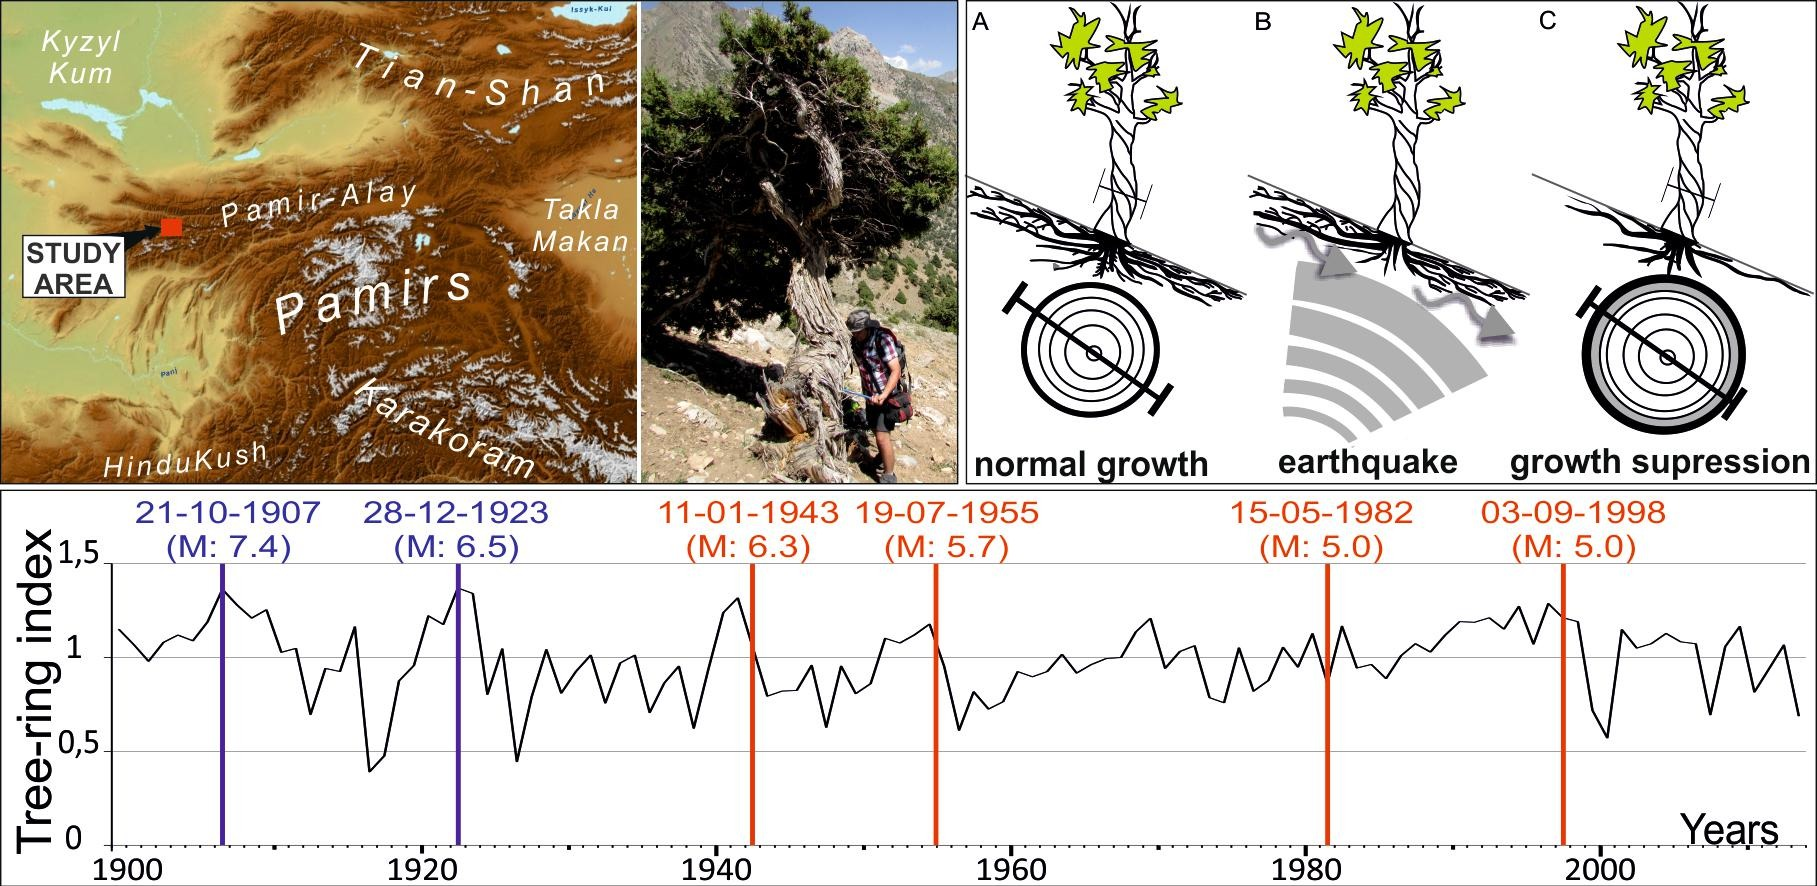 Issyk-Kul
Kyzyl
Kum
Tian-Shan
Pamir-Alay
Takla
Makan
STUDY
AREA
Pamirs
Panj
Karakoram
HinduKush
A
B
C
normal growth
earthquake
growth supression
21-10-1907
(M: 7.4)
28-12-1923
(M: 6.5)
11-01-1943
(M: 6.3)
19-07-1955
(M: 5.7)
15-05-1982
(M: 5.0)
03-09-1998
(M: 5.0)
Tree-ring index
1,5
1
0,5
0
Years
1900
1920
1940
1960
1980
2000